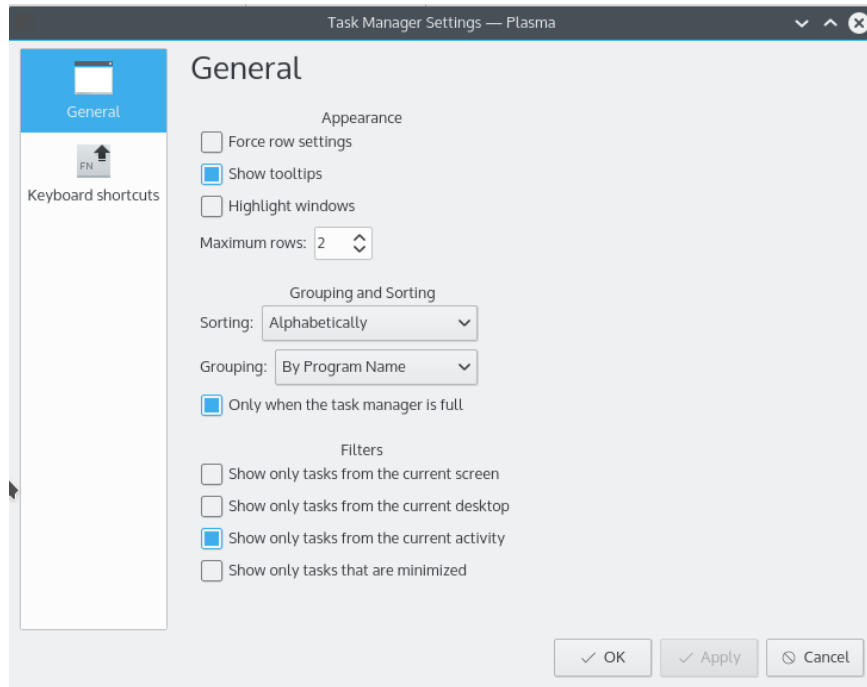 Task Manager Settings — Plasma
General
FN
Keyboard shortcuts
General
Appearance
Force row settings
Show tooltips
Highlight windows
Maximum rows: 2
Grouping and Sorting
Sorting: Alphabetically
Grouping: By Program Name
Only when the task manager is full
Filters
Show only tasks from the current screen
Show only tasks from the current desktop
Show only tasks from the current activity
Show only tasks that are minimized
OK Apply Cancel